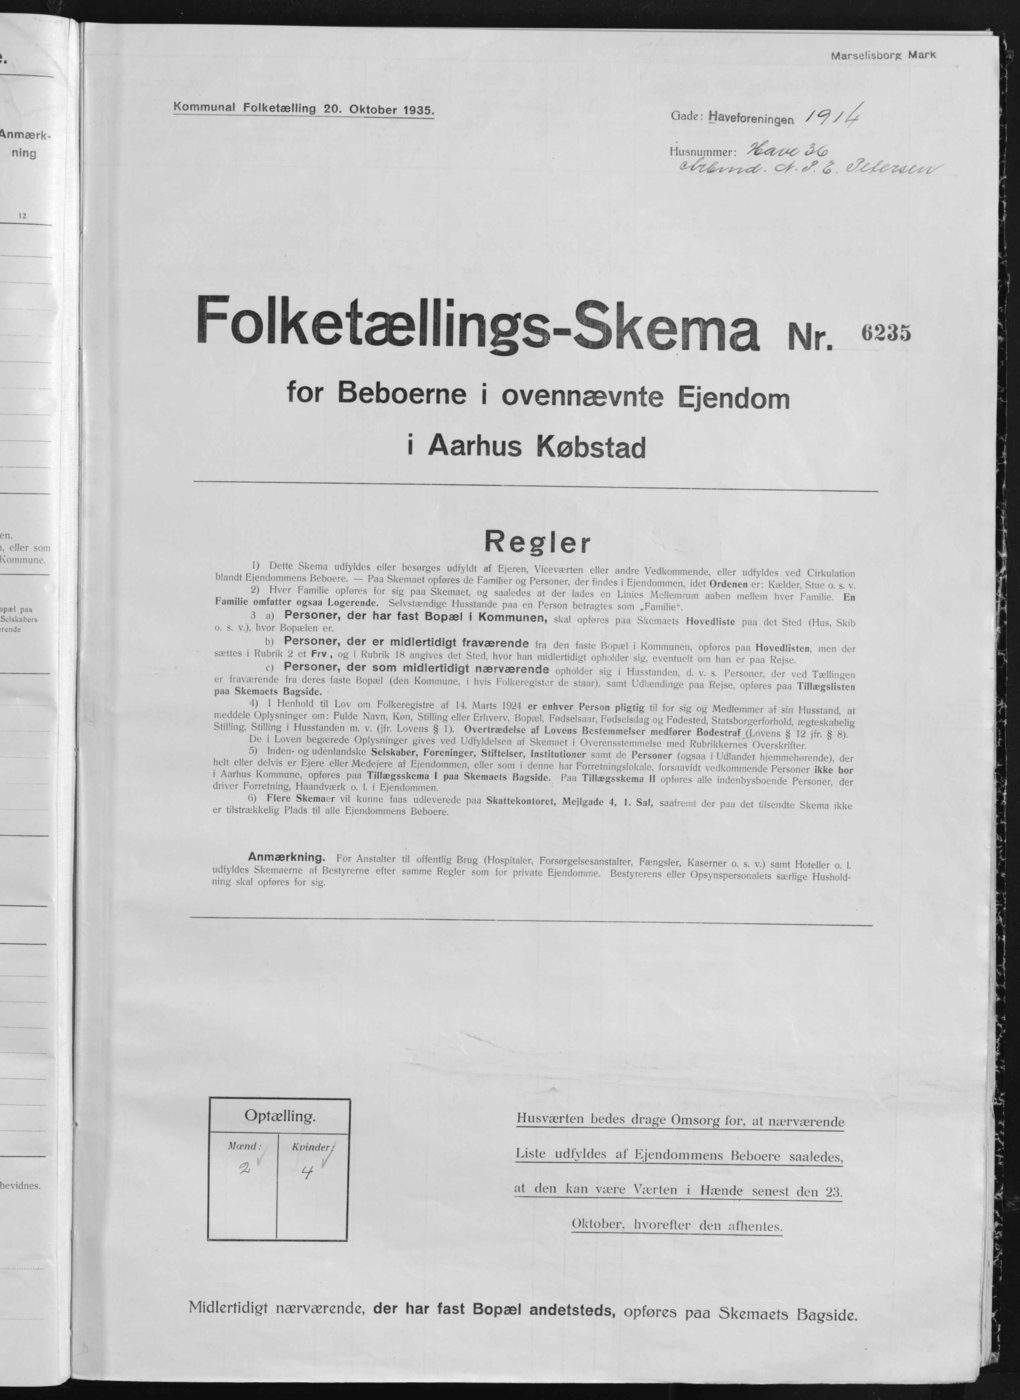 e.
Anmærk-
ning
12
en.
, eller som
Kommune.
opæl paa
Selskabers
erende
bevidnes.
Marselisborg Mark
Kommunal Folketælling 20. Oktober 1935.
Gade: Haveforeningen 1914
Husnummer: Have 36
Arbmd. N. P. E. Petersen
Folketællings-Skema Nr. 6235
for Beboerne i ovennævnte Ejendom
i Aarhus Købstad
Regler
1) Dette Skema udfyldes eller besørges udfyldt af Ejeren, Viceværten eller andre Vedkommende, eller udfyldes ved Cirkulation
blandt Ejendommens Beboere. — Paa Skemaet opføres de Familier og Personer, der findes i Ejendommen, idet Ordenen er: Kælder, Stue o. s. v.
2) Hver Familie opføres for sig paa Skemaet, og saaledes at der lades en Linies Mellemrum aaben mellem hver Familie. En
Familie omfatter ogsaa Logerende. Selvstændige Husstande paa en Person betragtes som „Familie“.
3 a) Personer, der har fast Bopæl i Kommunen, skal opføres paa Skemaets Hovedliste paa det Sted (Hus, Skib
o. s. v.), hvor Bopælen er.
b) Personer, der er midlertidigt fraværende fra den faste Bopæl i Kommunen, opføres paa Hovedlisten, men der
sættes i Rubrik 2 et Frv., og i Rubrik 18 angives det Sted, hvor han midlertidigt opholder sig, eventuelt om han er paa Rejse.
c) Personer, der som midlertidigt nærværende opholder sig i Husstanden, d. v. s. Personer, der ved Tællingen
er fraværende fra deres faste Bopæl (den Kommune, i hvis Folkeregister de staar), samt Udlændinge paa Rejse, opføres paa Tillægslisten
paa Skemaets Bagside.
4) I Henhold til Lov om Folkeregistre af 14. Marts 1924 er enhver Person pligtig til for sig og Medlemmer af sin Husstand, at
meddele Oplysninger om: Fulde Navn, Køn, Stilling eller Erhverv, Bopæl, Fødselsaar, Fødselsdag og Fødested, Statsborgerforhold, ægteskabelig
Stilling, Stilling i Husstanden m. v. (jfr. Lovens § 1). Overtrædelse af Lovens Bestemmelser medfører Bødestraf (Lovens § 12 jfr. § 8).
De i Loven begærede Oplysninger gives ved Udfyldelsen af Skemaet i Overensstemmelse med Rubrikkernes Overskrifter.
5) Inden- og udenlandske Selskaber, Foreninger, Stiftelser, Institutioner samt de Personer (ogsaa i Udlandet hjemmehørende), der
helt eller delvis er Ejere eller Medejere af Ejendommen, eller som i denne har Forretningslokale, forsaavidt vedkommende Personer ikke bor
i Aarhus Kommune, opføres paa Tillægsskema I paa Skemaets Bagside. Paa Tillægsskema II opføres alle indenbysboende Personer, der
driver Forretning, Haandværk o. l. i Ejendommen.
6) Flere Skemaer vil kunne faas udleverede paa Skattekontoret, Mejlgade 4, 1. Sal, saafremt der paa det tilsendte Skema ikke
er tilstrækkelig Plads til alle Ejendommens Beboere.
Anmærkning. For Anstalter til offentlig Brug (Hospitaler, Forsørgelsesanstalter, Fængsler, Kaserner o. s. v.) samt Hoteller o. l.
udfyldes Skemaerne af Bestyrerne efter samme Regler som for private Ejendomme. Bestyrerens eller Opsynspersonalets særlige Hushold-
ning skal opføres for sig.
Optælling.
Mænd: Kvinder:
2 4
Husværten bedes drage Omsorg for, at nærværende
Liste udfyldes af Ejendommens Beboere saaledes,
at den kan være Værten i Hænde senest den 23.
Oktober, hvorefter den afhentes.
Midlertidigt nærværende, der har fast Bopæl andetsteds, opføres paa Skemaets Bagside.